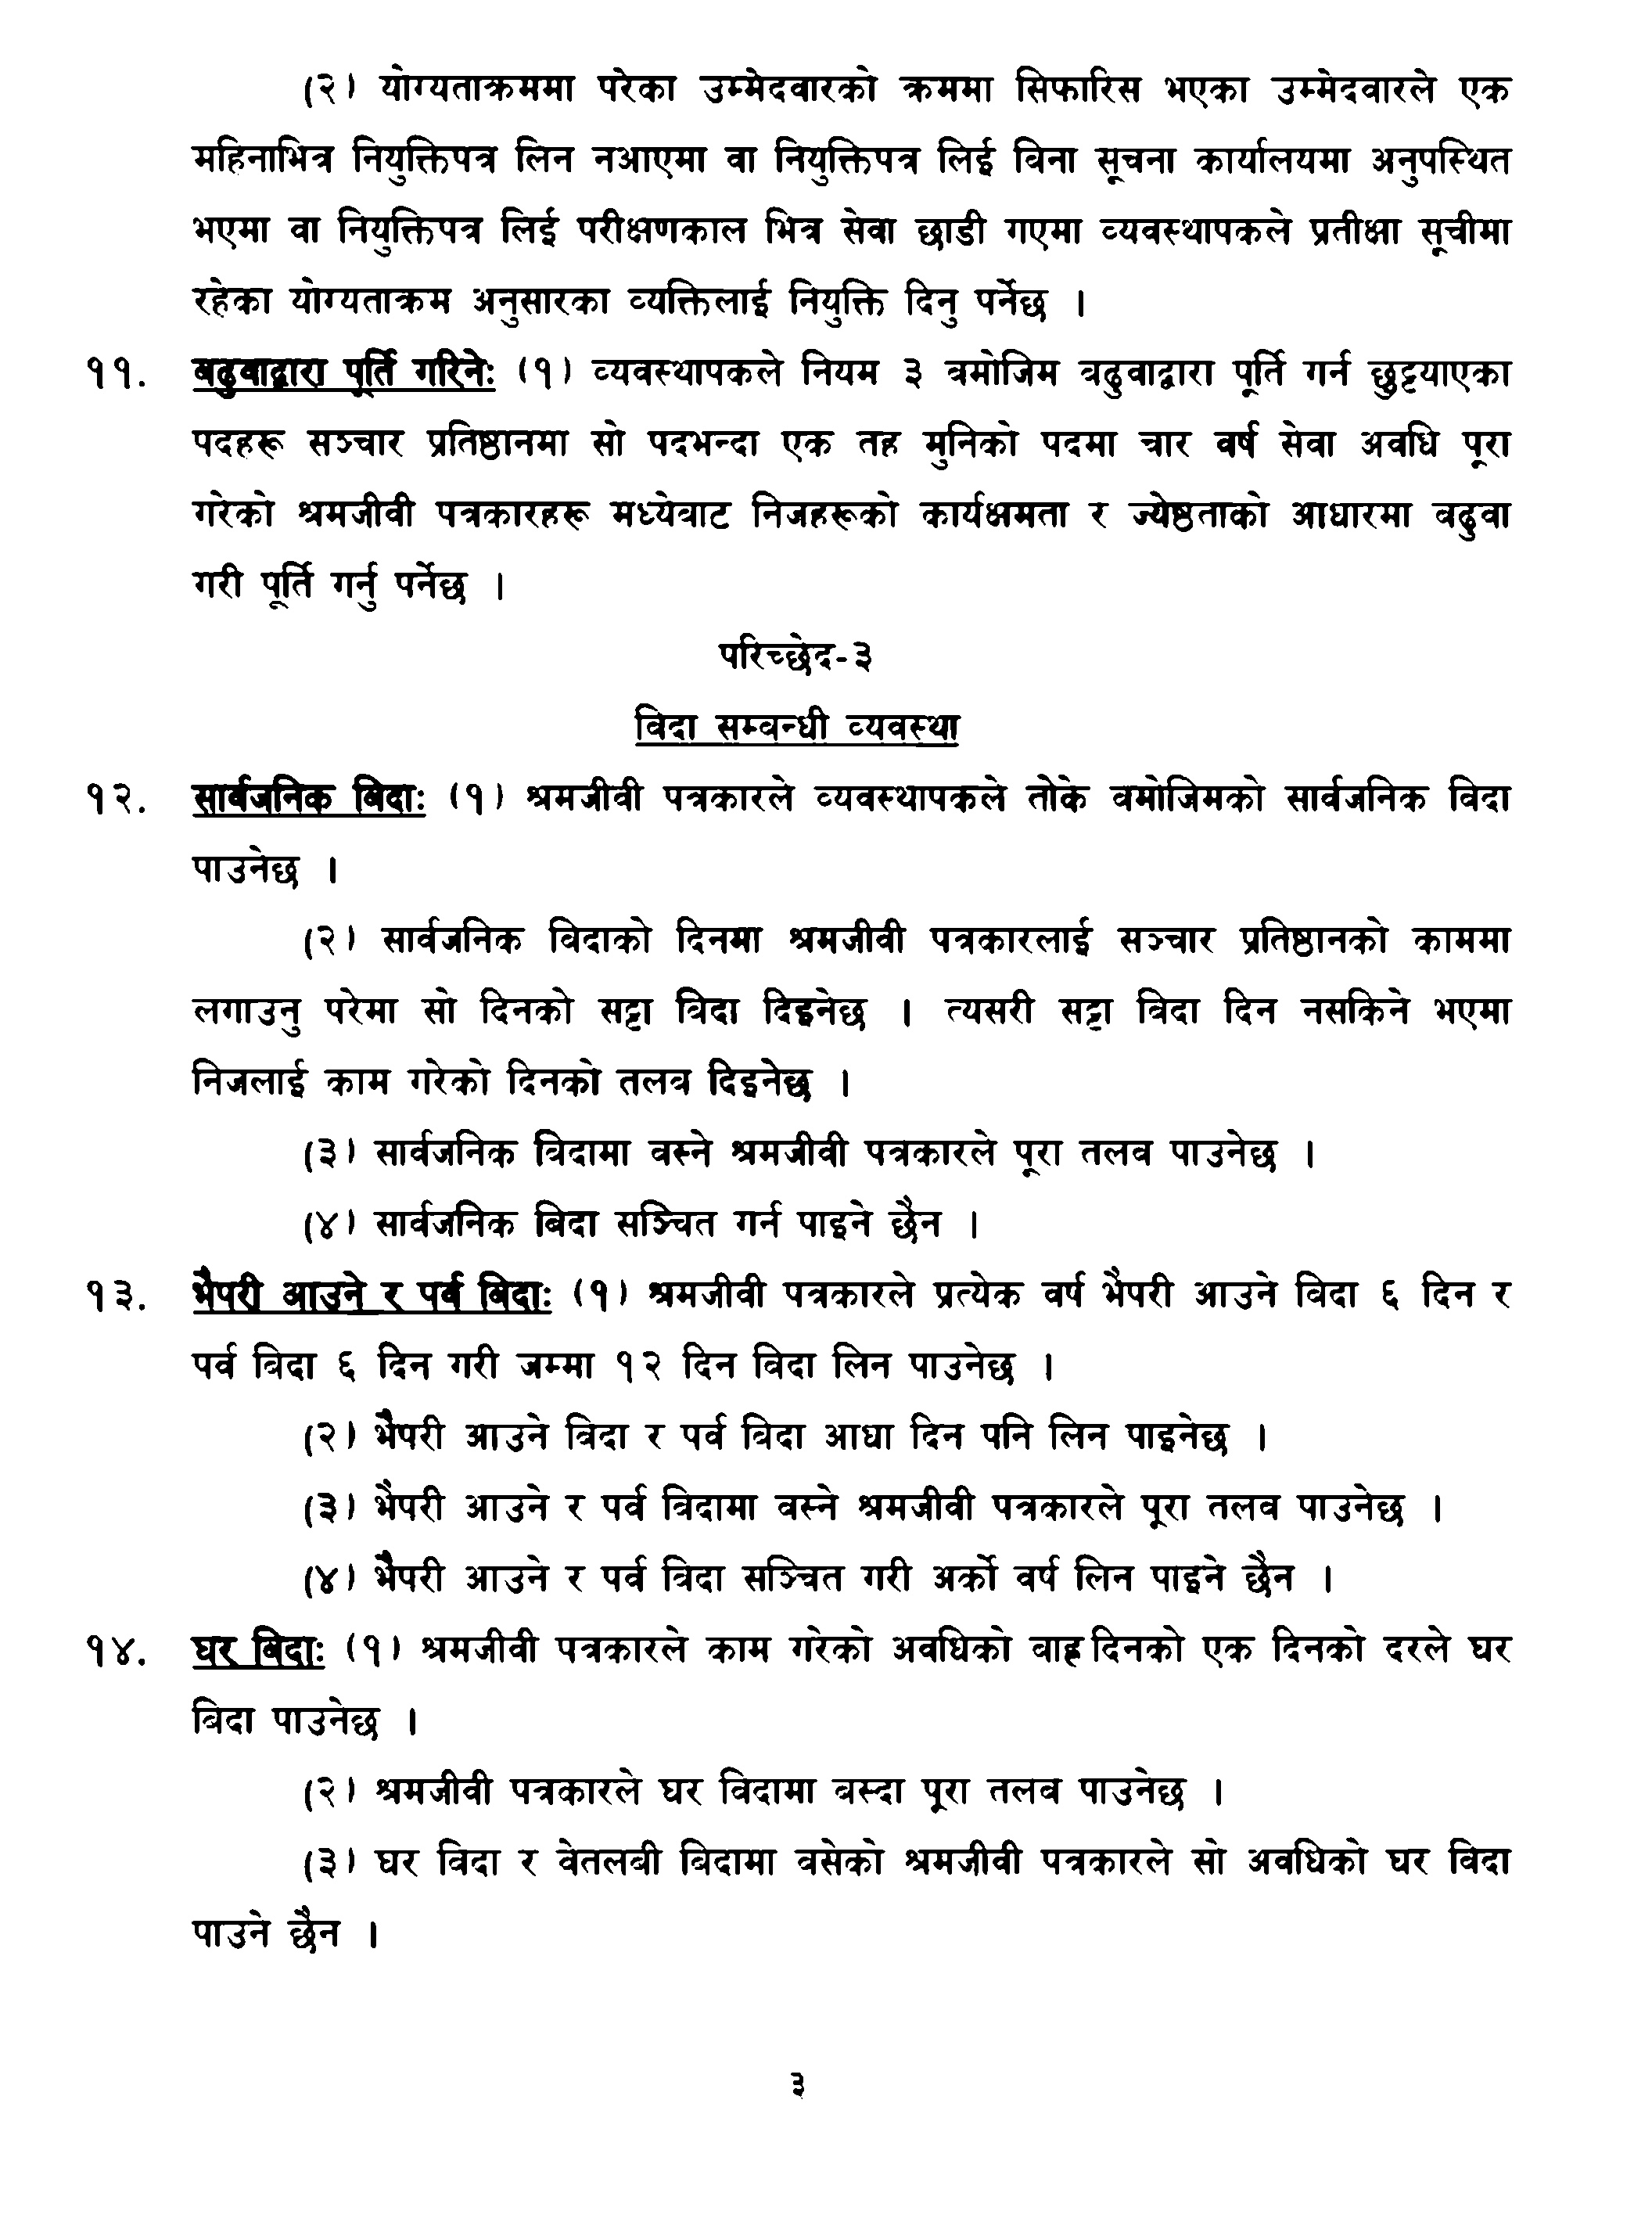 (२) योग्यताक्रममा परेका उम्मेदवारको क्रममा सिफारिस भएका उम्मेदवारले एक
महिनाभित्र नियुक्तिपत्र लिन नआएमा वा नियुक्तिपत्र लिई बिना सूचना कार्यालयमा अनुपस्थित
भएमा वा नियुक्तिपत्र लिई परीक्षणकाल भित्र सेवा छाडी गएमा व्यवस्थापकले प्रतीक्षा सूचीमा
रहेका योग्यताक्रम अनुसारका व्यक्तिलाई नियुक्ति दिनु पर्नेछ ।
११. बढुवाद्वारा पूर्ति गरिनेः (१) व्यवस्थापकले नियम ३ बमोजिम बढुवाद्वारा पूर्ति गर्न छुट्टयाएका
पदहरू सञ्चार प्रतिष्ठानमा सो पदभन्दा एक तह मुनिको पदमा चार वर्ष सेवा अवधि पूरा
गरेको श्रमजीवी पत्रकारहरू मध्येबाट निजहरूको कार्यक्षमता र ज्येष्ठताको आधारमा बढुवा
गरी पूर्ति गर्नु पर्नेछ ।
परिच्छेद-३
बिदा सम्बन्धी व्यवस्था
१२. सार्वजनिक बिदाः (१) श्रमजीवी पत्रकारले व्यवस्थापकले तोके बमोजिमको सार्वजनिक बिदा
पाउनेछ ।
(२) सार्वजनिक बिदाको दिनमा श्रमजीवी पत्रकारलाई सञ्चार प्रतिष्ठानको काममा
लगाउनु परेमा सो दिनको सट्टा बिदा दिइनेछ । त्यसरी सट्टा बिदा दिन नसकिने भएमा
निजलाई काम गरेको दिनको तलब दिइनेछ ।
(३) सार्वजनिक बिदामा बस्ने श्रमजीवी पत्रकारले पूरा तलब पाउनेछ ।
(४) सार्वजनिक बिदा सञ्चित गर्न पाइने छैन ।
१३. भैपरी आउने र पर्व बिदाः (१) श्रमजीवी पत्रकारले प्रत्येक वर्ष भैपरी आउने बिदा ६ दिन र
पर्व बिदा ६ दिन गरी जम्मा १२ दिन बिदा लिन पाउनेछ ।
(२) भैपरी आउने बिदा र पर्व बिदा आधा दिन पनि लिन पाइनेछ ।
(३) भैपरी आउने र पर्व बिदामा बस्ने श्रमजीवी पत्रकारले पूरा तलब पाउनेछ ।
(४) भैपरी आउने र पर्व बिदा सञ्चित गरी अर्को वर्ष लिन पाइने छैन ।
१४. घर बिदाः (१) श्रमजीवी पत्रकारले काम गरेको अवधिको बाह्र दिनको एक दिनको दरले घर
बिदा पाउनेछ ।
(२) श्रमजीवी पत्रकारले घर बिदामा बस्दा पूरा तलब पाउनेछ ।
(३) घर बिदा र बेतलबी बिदामा बसेको श्रमजीवी पत्रकारले सो अवधिको घर बिदा
पाउने छैन ।
३